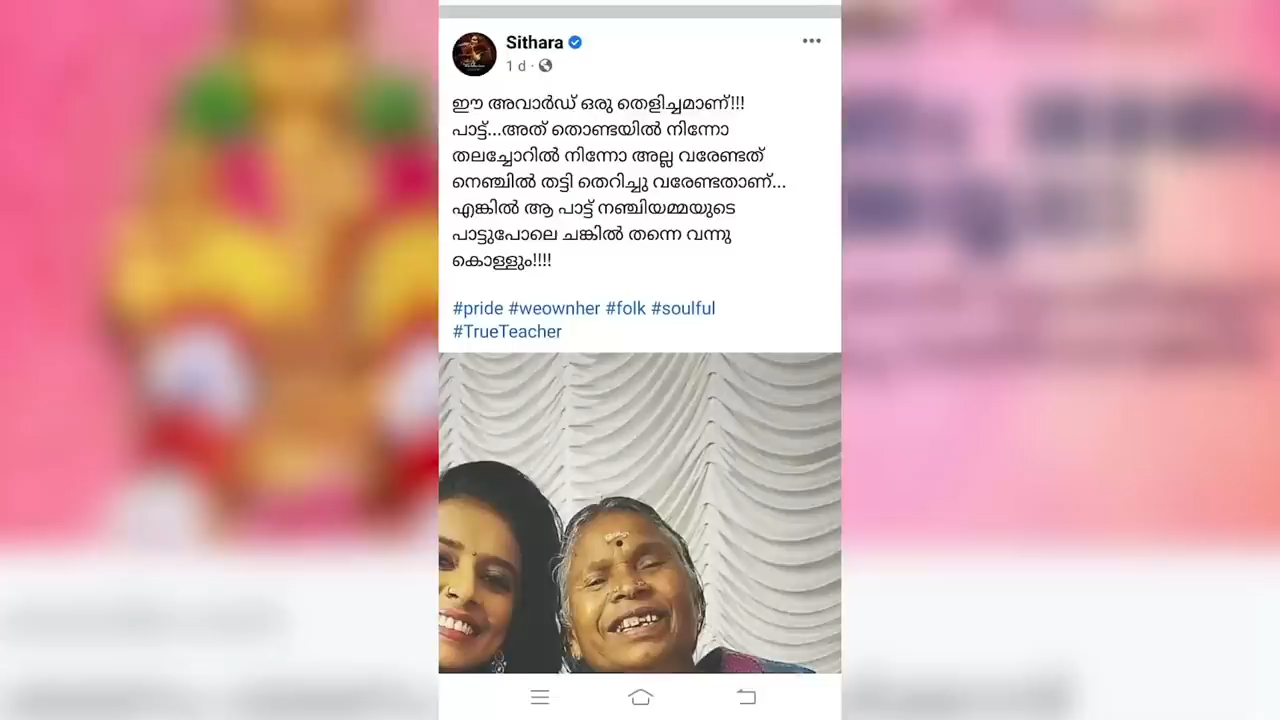 Sithara
1 d ·
ഈ അവാർഡ് ഒരു തെളിച്ചമാണ്!!!
പാട്ട്...അത് തൊണ്ടയിൽ നിന്നോ
തലച്ചോറിൽ നിന്നോ അല്ല വരേണ്ടത്
നെഞ്ചിൽ തട്ടി തെറിച്ചു വരേണ്ടതാണ്...
എങ്കിൽ ആ പാട്ട് നഞ്ചിയമ്മയുടെ
പാട്ടുപോലെ ചങ്കിൽ തന്നെ വന്നു
കൊള്ളും!!!!
#pride #weownher #folk #soulful
#TrueTeacher